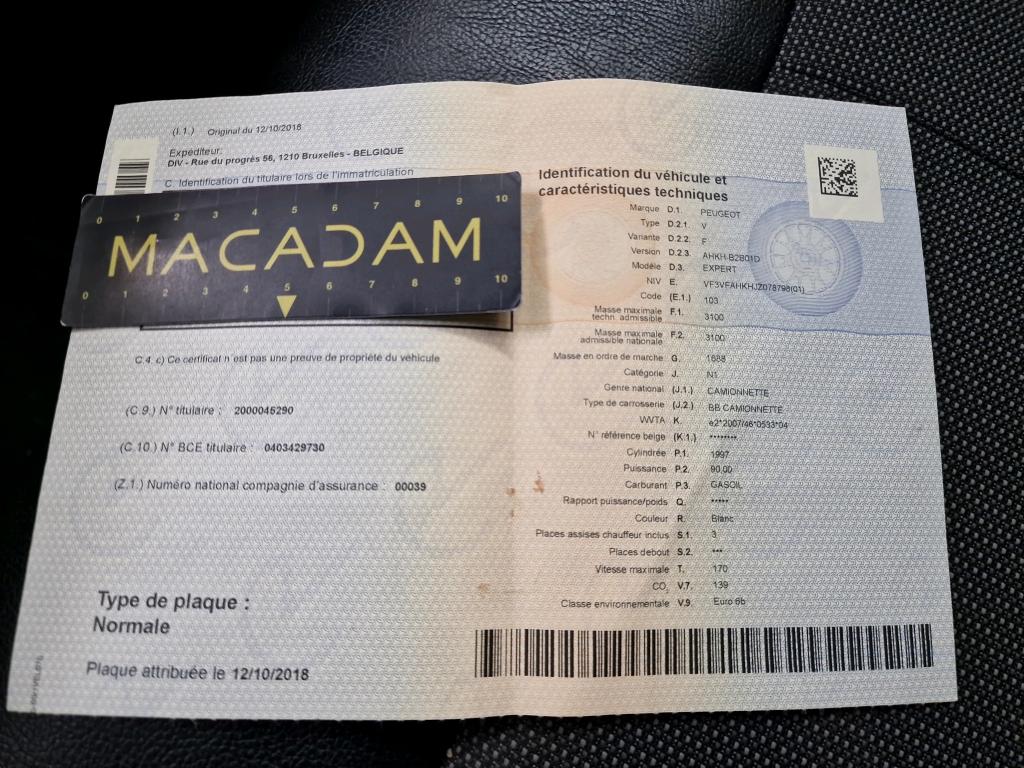 (I.1.) Original du 12/10/2018
Expéditeur:
DIV - Rue du progrès 56, 1210 Bruxelles - BELGIQUE
C. Identification du titulaire lors de l'immatriculation
0 1 2 3 4 5 6 7 8 9 10
MACADAM
0 1 2 3 4 5 6 7 8 9 10
C.4. c) Ce certificat n'est pas une preuve de propriété du véhicule
(C.9.) N° titulaire : 2000045290
(C.10.) N° BCE titulaire : 0403429730
(Z.1.) Numéro national compagnie d'assurance : 00039
Type de plaque :
Normale
Plaque attribuée le 12/10/2018
Identification du véhicule et
caractéristiques techniques
Marque D.1. PEUGEOT
Type D.2.1. V
Variante D.2.2. F
Version D.2.3. AHKH-B2B01D
Modèle D.3. EXPERT
NIV E. VF3VFAHKHJZ078798(01)
Code (E.1.) 103
Masse maximale
techn. admissible F.1. 3100
Masse maximale
admissible nationale F.2. 3100
Masse en ordre de marche G. 1688
Catégorie J. N1
Genre national (J.1.) CAMIONNETTE
Type de carrosserie (J.2.) BB CAMIONNETTE
WVTA K. e2*2007/46*0533*04
N° référence belge (K.1.) ********
Cylindrée P.1. 1997
Puissance P.2. 90,00
Carburant P.3. GASOIL
Rapport puissance/poids Q. *****
Couleur R. Blanc
Places assises chauffeur inclus S.1. 3
Places debout S.2. ***
Vitesse maximale T. 170
CO₂ V.7. 139
Classe environnementale V.9. Euro 6b